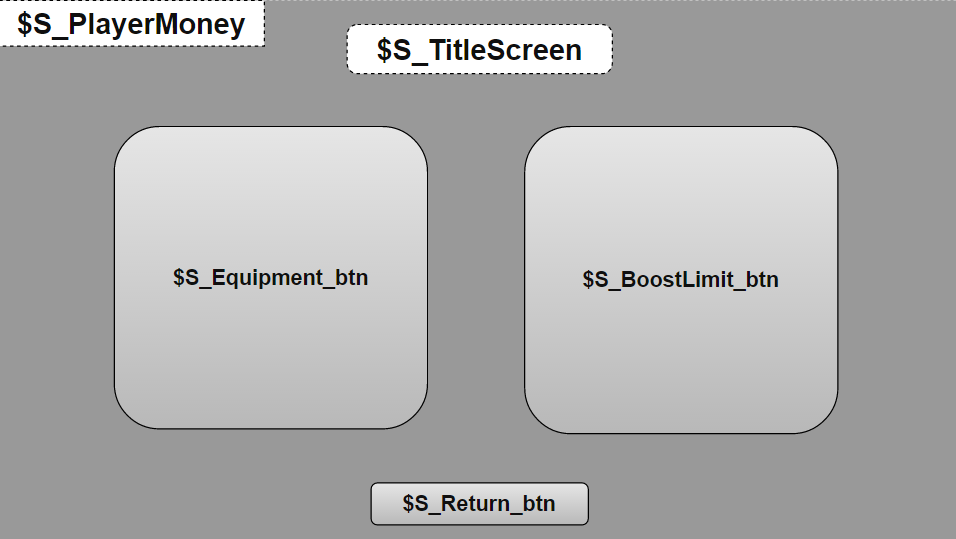 $S_PlayerMoney
$S_TitleScreen
$S_Equipment_btn
$S_BoostLimit_btn
$S_Return_btn